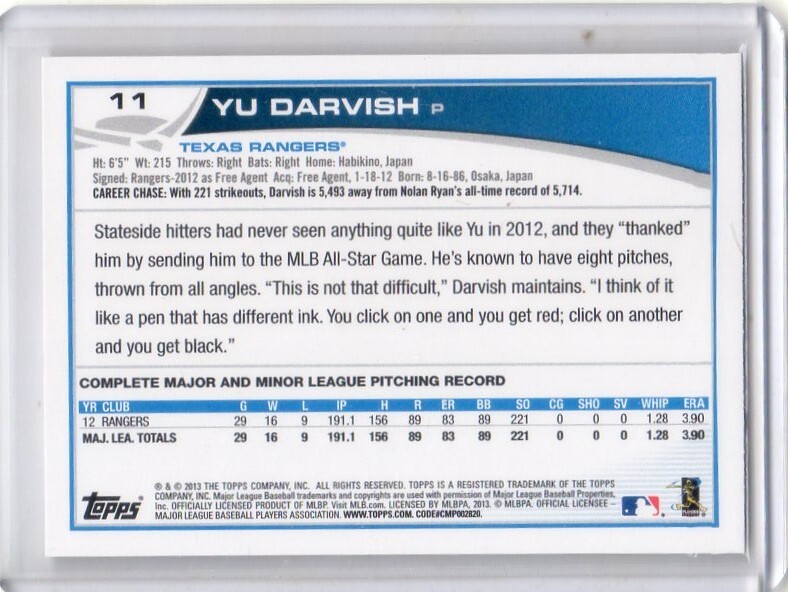 11
YU DARVISH P
TEXAS RANGERS®
Ht: 6'5" Wt: 215 Throws: Right Bats: Right Home: Habikino, Japan
Signed: Rangers-2012 as Free Agent Acq: Free Agent, 1-18-12 Born: 8-16-86, Osaka, Japan
CAREER CHASE: With 221 strikeouts, Darvish is 5,493 away from Nolan Ryan's all-time record of 5,714.
Stateside hitters had never seen anything quite like Yu in 2012, and they “thanked”
him by sending him to the MLB All-Star Game. He's known to have eight pitches,
thrown from all angles. “This is not that difficult,” Darvish maintains. “I think of it
like a pen that has different ink. You click on one and you get red; click on another
and you get black.”
COMPLETE MAJOR AND MINOR LEAGUE PITCHING RECORD
YR CLUB G W L IP H R ER BB SO CG SHO SV WHIP ERA
12 RANGERS 29 16 9 191.1 156 89 83 89 221 0 0 0 1.28 3.90
MAJ. LEA. TOTALS 29 16 9 191.1 156 89 83 89 221 0 0 0 1.28 3.90
® & © 2013 THE TOPPS COMPANY, INC. ALL RIGHTS RESERVED. TOPPS IS A REGISTERED TRADEMARK OF THE TOPPS
COMPANY, INC. Major League Baseball trademarks and copyrights are used with permission of Major League Baseball Properties,
Inc. OFFICIALLY LICENSED PRODUCT OF MLBP. Visit MLB.com. LICENSED BY MLBPA, 2013. © MLBPA. OFFICIAL LICENSEE –
MAJOR LEAGUE BASEBALL PLAYERS ASSOCIATION. WWW.TOPPS.COM. CODE#CMP002820.
Topps®